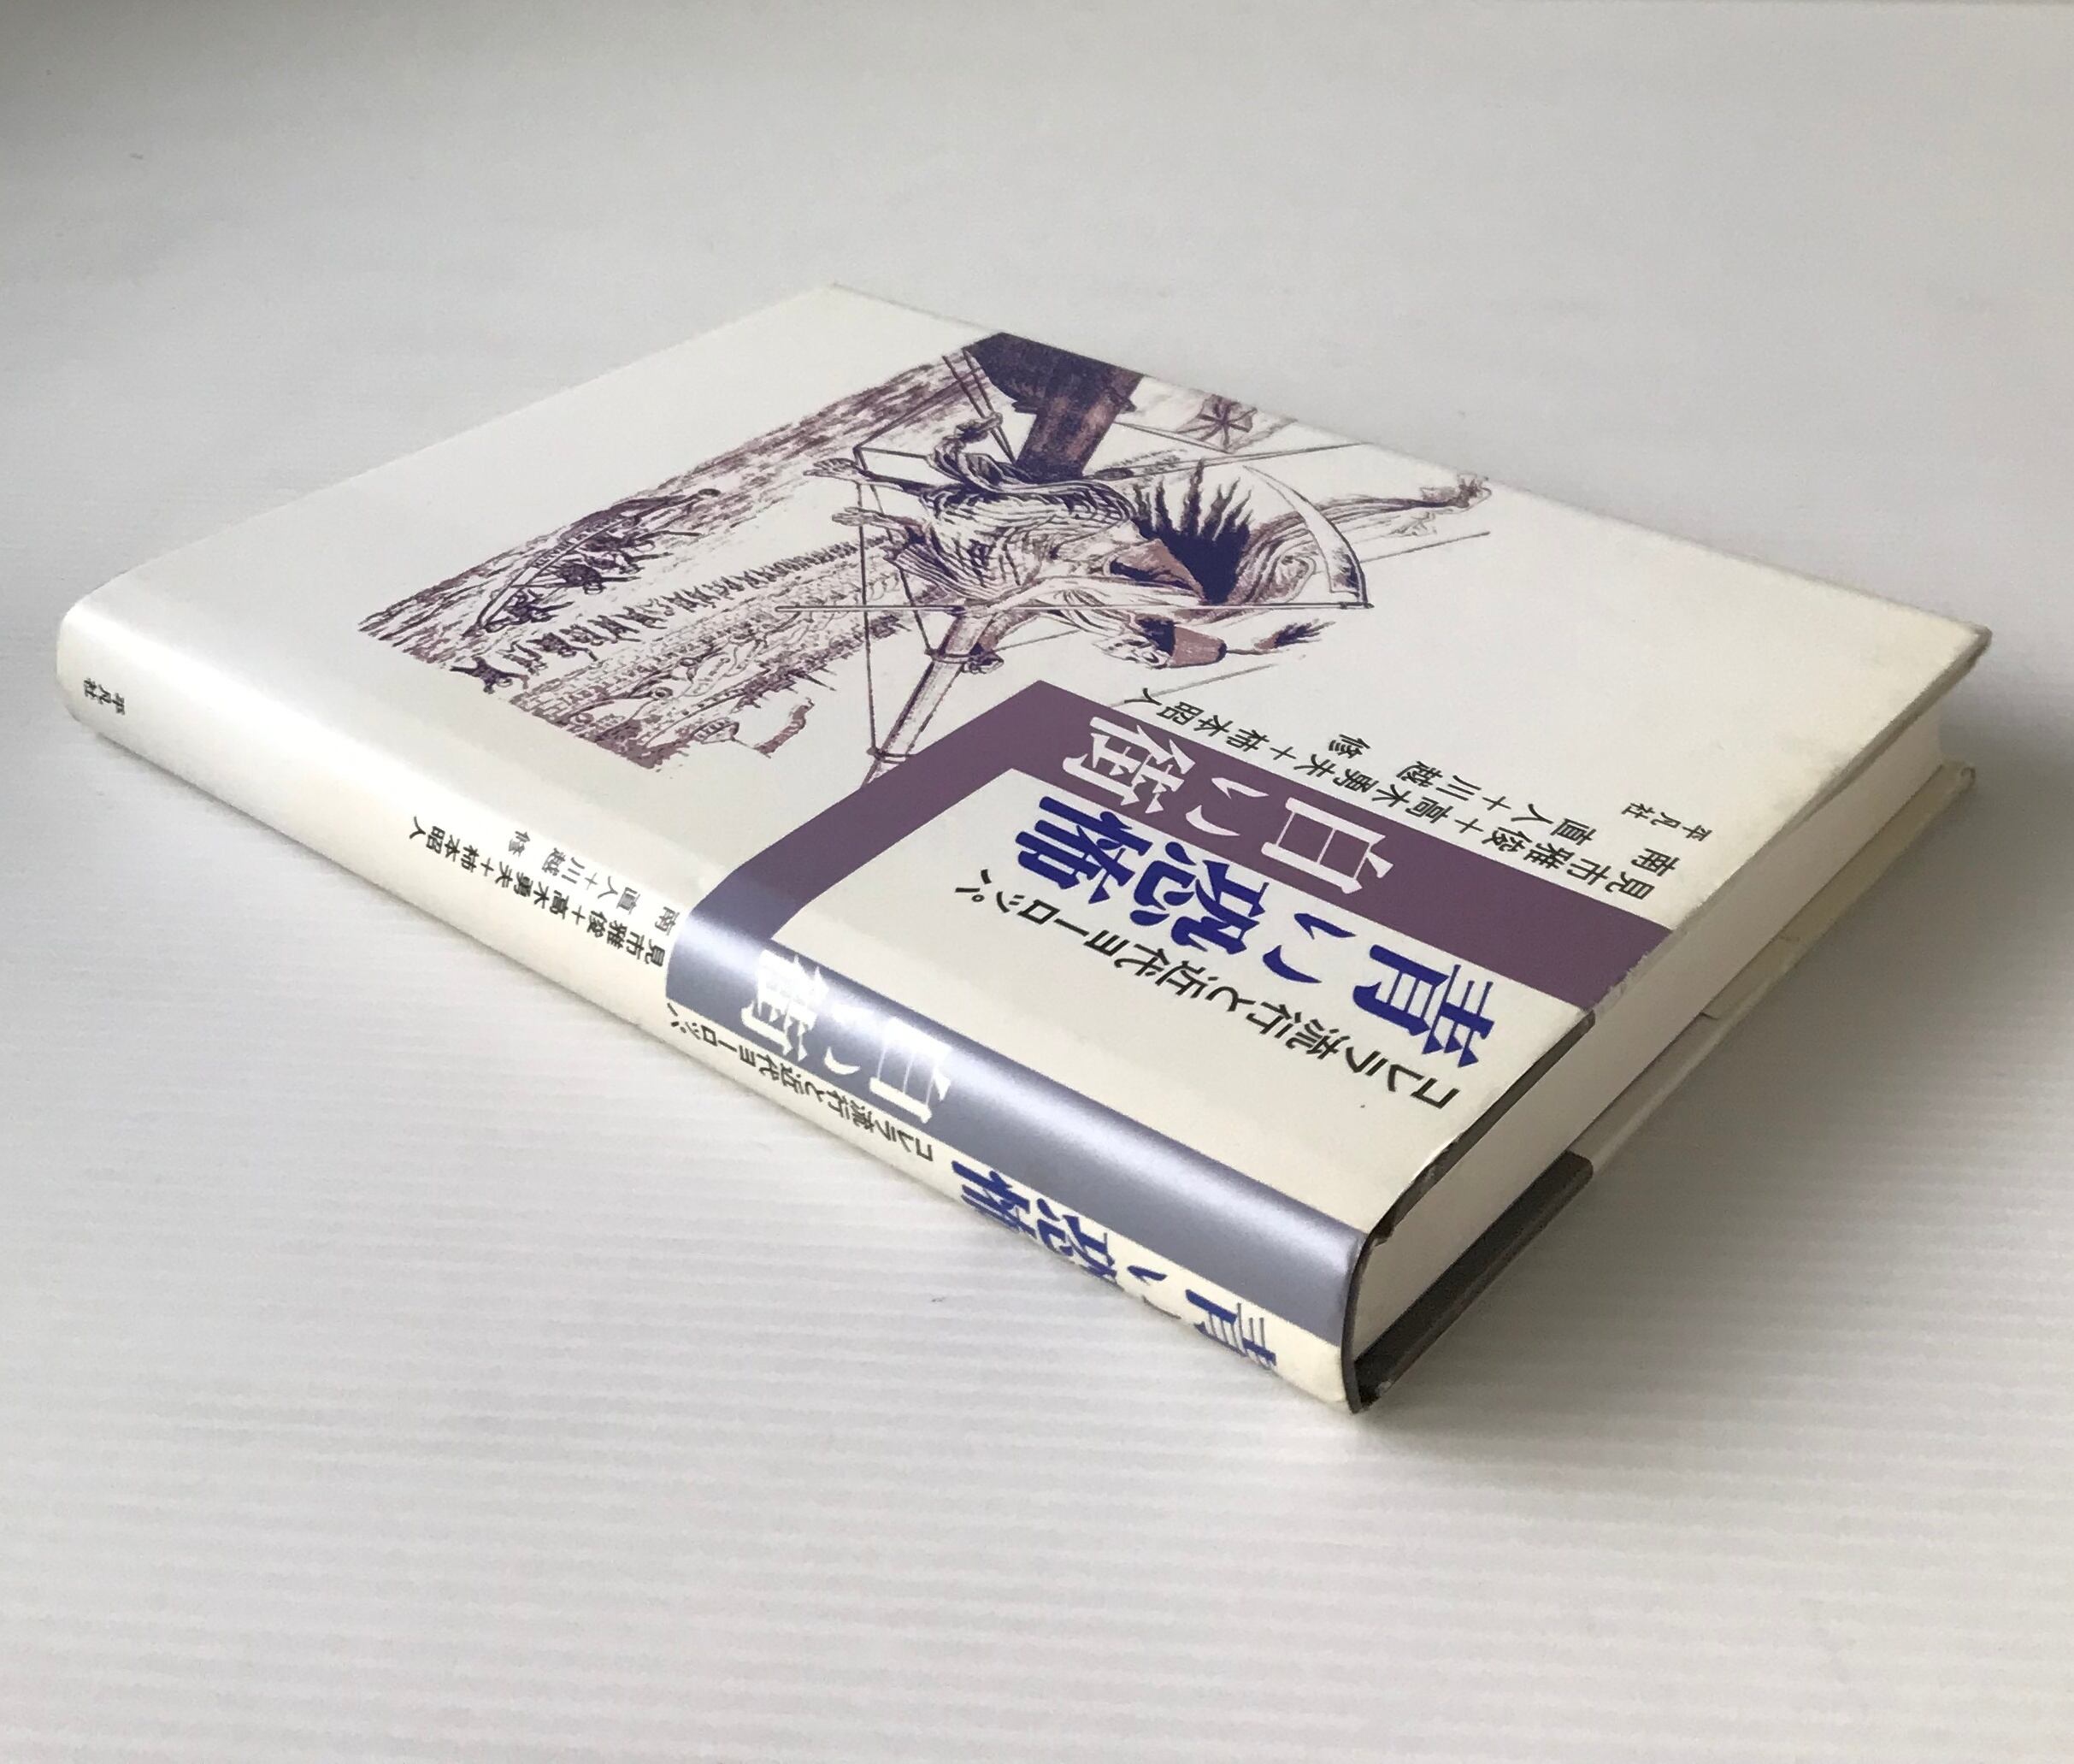 コレラ流行と近代ヨーロッパ
青い恐怖
白い街
見市雅俊+高木勇夫+柿本昭人
南直人+川越修
平凡社
青い恐怖
白い街
コレラ流行と近代ヨーロッパ
見市雅俊+高木勇夫+柿本昭人
南直人+川越修
平凡社